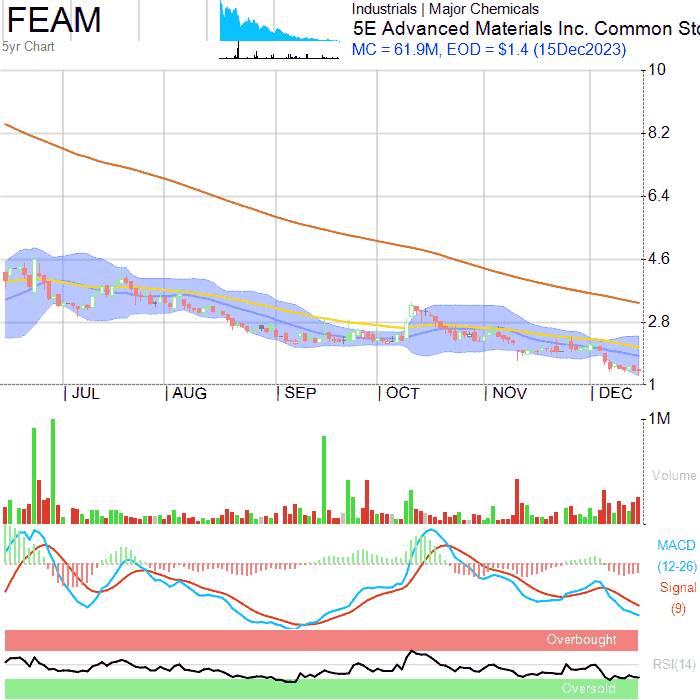 FEAM
5yr Chart
Industrials | Major Chemicals
5E Advanced Materials Inc. Common Sto
MC = 61.9M, EOD = $1.4 (15Dec2023)
10
8.2
6.4
4.6
2.8
1
JUL
AUG
SEP
OCT
NOV
DEC
1M
Volume
MACD
(12-26)
Signal
(9)
Overbought
RSI(14)
Oversold